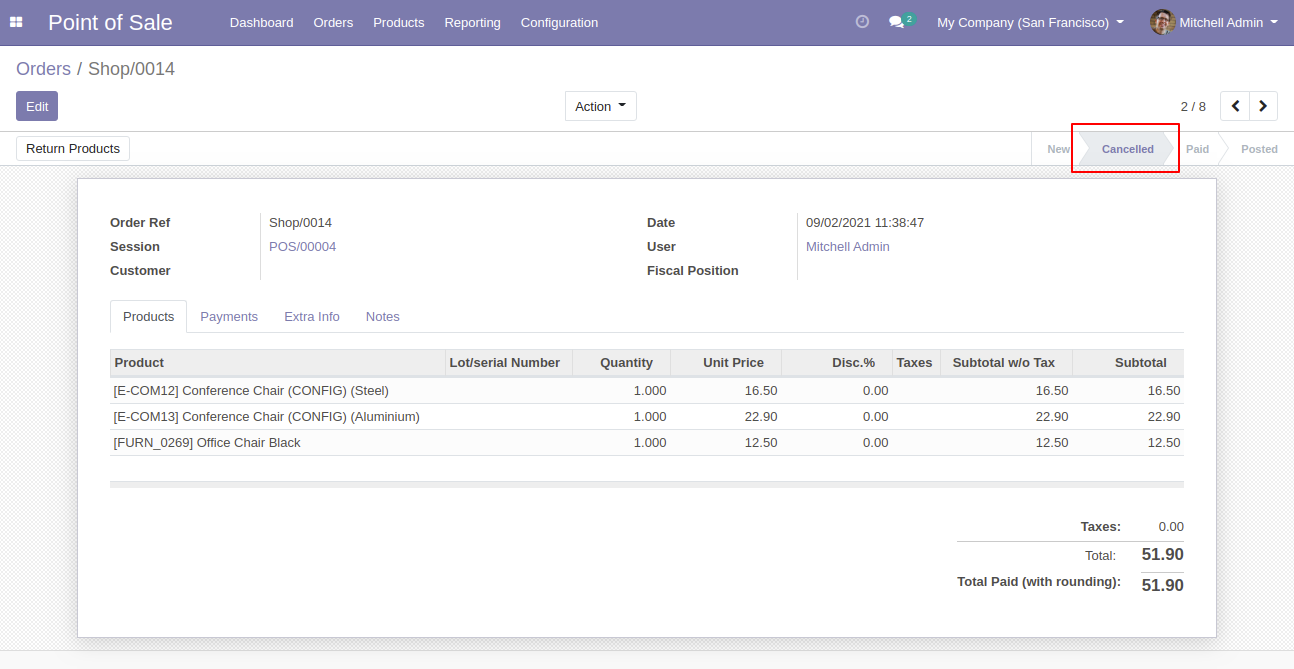 Point of Sale Dashboard Orders Products Reporting Configuration 2 My Company (San Francisco) Mitchell Admin
Orders / Shop/0014
Edit Action 2 / 8
Return Products New Cancelled Paid Posted
Order Ref Shop/0014 Date 09/02/2021 11:38:47
Session POS/00004 User Mitchell Admin
Customer Fiscal Position
Products Payments Extra Info Notes
Product Lot/serial Number Quantity Unit Price Disc.% Taxes Subtotal w/o Tax Subtotal
[E-COM12] Conference Chair (CONFIG) (Steel) 1.000 16.50 0.00 16.50 16.50
[E-COM13] Conference Chair (CONFIG) (Aluminium) 1.000 22.90 0.00 22.90 22.90
[FURN_0269] Office Chair Black 1.000 12.50 0.00 12.50 12.50
Taxes: 0.00
Total: 51.90
Total Paid (with rounding): 51.90